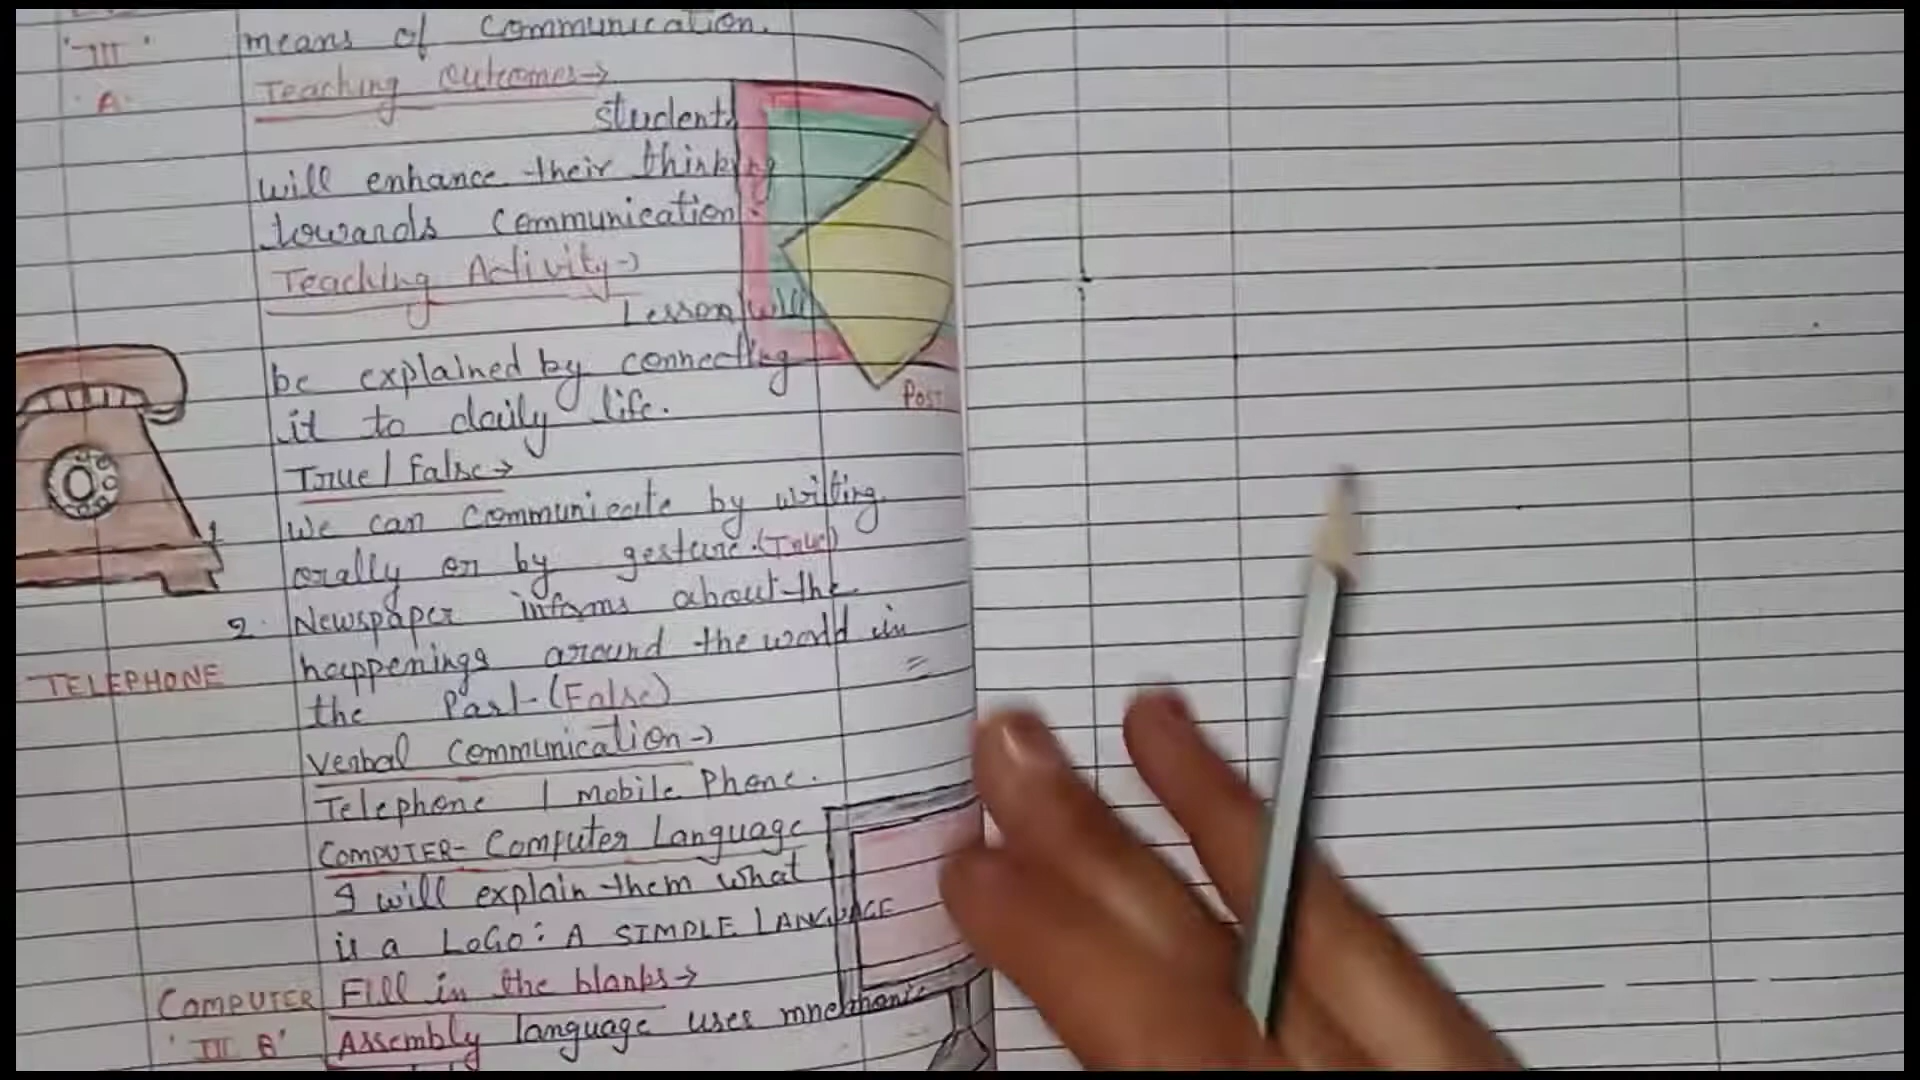 'III' means of communication.
'A' Teaching Outcomes→
students
will enhance their thinking
towards communication.
Teaching Activity→
Lesson will
be explained by connecting
Post
it to daily life.
True / False→
1. We can communicate by writing.
orally or by gesture. (True)
2. Newspaper informs about the
happenings around the world in
TELEPHONE
the Past - (False)
Verbal Communication→
Telephone / mobile Phone.
COMPUTER- Computer Language
I will explain them what
is a LOGO: A SIMPLE LANGUAGE
COMPUTER Fill in the blanks→
'III B' Assembly language uses mnemonic